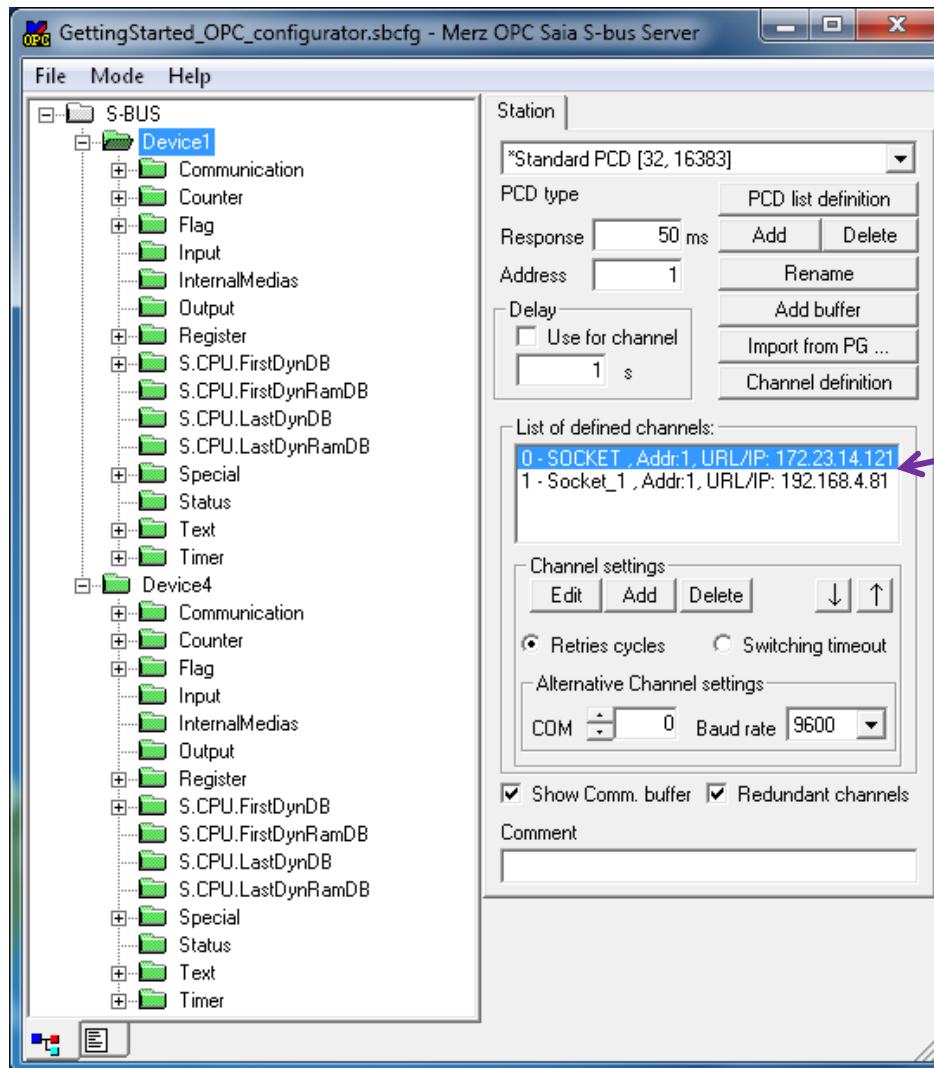 OPC GettingStarted_OPC_configurator.sbcfg - Merz OPC Saia S-bus Server
File Mode Help
S-BUS
Device1
Communication
Counter
Flag
Input
InternalMedias
Output
Register
S.CPU.FirstDynDB
S.CPU.FirstDynRamDB
S.CPU.LastDynDB
S.CPU.LastDynRamDB
Special
Status
Text
Timer
Device4
Communication
Counter
Flag
Input
InternalMedias
Output
Register
S.CPU.FirstDynDB
S.CPU.FirstDynRamDB
S.CPU.LastDynDB
S.CPU.LastDynRamDB
Special
Status
Text
Timer
Station
*Standard PCD [32, 16383]
PCD type PCD list definition
Response 50 ms Add Delete
Address 1 Rename
Delay Add buffer
Use for channel Import from PG ...
1 s Channel definition
List of defined channels:
0 - SOCKET , Addr:1, URL/IP: 172.23.14.121
1 - Socket_1 , Addr:1, URL/IP: 192.168.4.81
Channel settings
Edit Add Delete ↓ ↑
Retries cycles Switching timeout
Alternative Channel settings
COM 0 Baud rate 9600
Show Comm. buffer Redundant channels
Comment